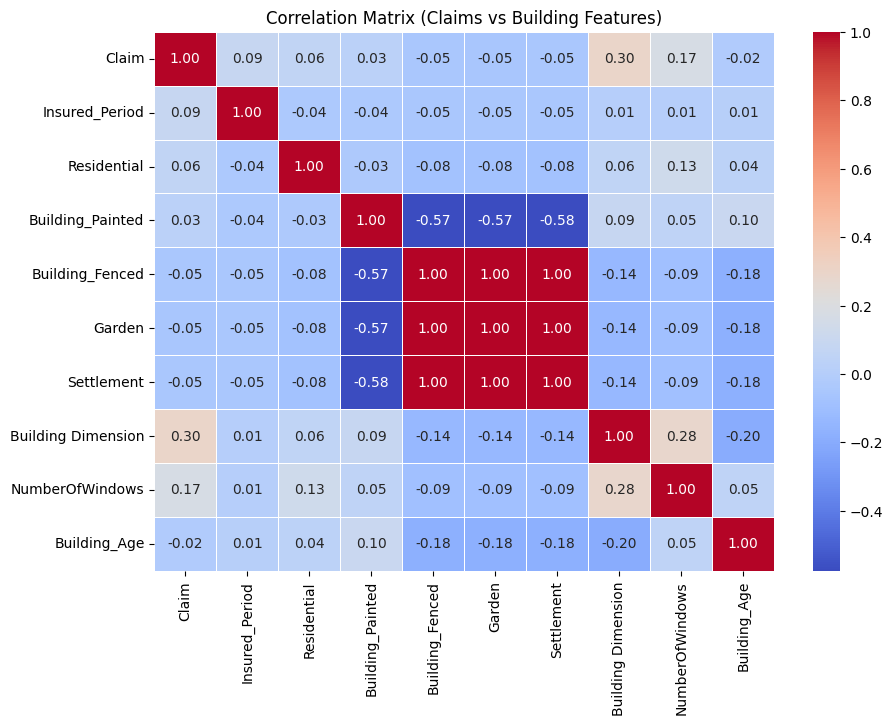 Correlation Matrix (Claims vs Building Features)
Claim 1.00 0.09 0.06 0.03 -0.05 -0.05 -0.05 0.30 0.17 -0.02
Insured_Period 0.09 1.00 -0.04 -0.04 -0.05 -0.05 -0.05 0.01 0.01 0.01
Residential 0.06 -0.04 1.00 -0.03 -0.08 -0.08 -0.08 0.06 0.13 0.04
Building_Painted 0.03 -0.04 -0.03 1.00 -0.57 -0.57 -0.58 0.09 0.05 0.10
Building_Fenced -0.05 -0.05 -0.08 -0.57 1.00 1.00 1.00 -0.14 -0.09 -0.18
Garden -0.05 -0.05 -0.08 -0.57 1.00 1.00 1.00 -0.14 -0.09 -0.18
Settlement -0.05 -0.05 -0.08 -0.58 1.00 1.00 1.00 -0.14 -0.09 -0.18
Building Dimension 0.30 0.01 0.06 0.09 -0.14 -0.14 -0.14 1.00 0.28 -0.20
NumberOfWindows 0.17 0.01 0.13 0.05 -0.09 -0.09 -0.09 0.28 1.00 0.05
Building_Age -0.02 0.01 0.04 0.10 -0.18 -0.18 -0.18 -0.20 0.05 1.00
Claim
Insured_Period
Residential
Building_Painted
Building_Fenced
Garden
Settlement
Building Dimension
NumberOfWindows
Building_Age
1.0
0.8
0.6
0.4
0.2
0.0
−0.2
−0.4